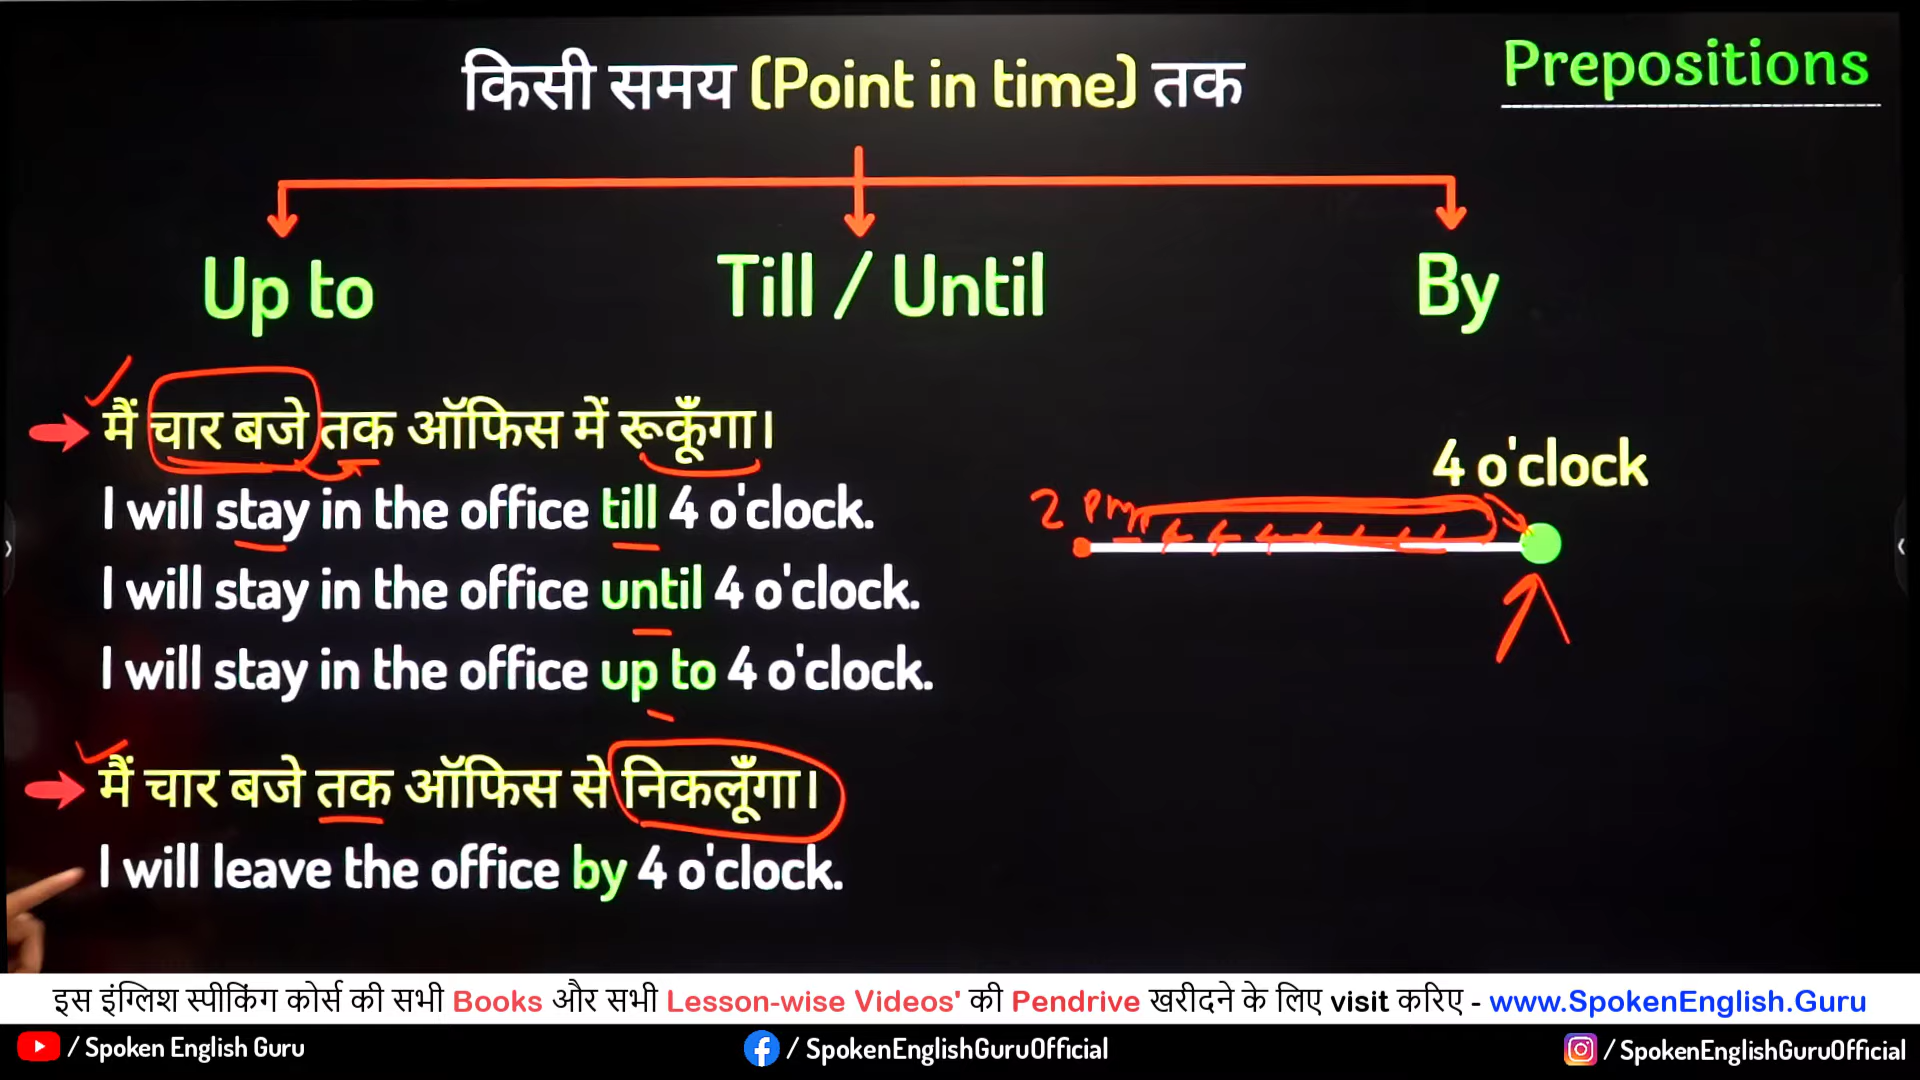 किसी समय (Point in time) तक
Prepositions
Up to
Till / Until
By
मैं चार बजे तक ऑफिस में रूकूँगा।
I will stay in the office till 4 o'clock.
I will stay in the office until 4 o'clock.
I will stay in the office up to 4 o'clock.
4 o'clock
2 pm
मैं चार बजे तक ऑफिस से निकलूँगा।
I will leave the office by 4 o'clock.
इस इंग्लिश स्पीकिंग कोर्स की सभी Books और सभी Lesson-wise Videos' की Pendrive खरीदने के लिए visit करिए - www.SpokenEnglish.Guru
/ Spoken English Guru
/ SpokenEnglishGuruOfficial
/ SpokenEnglishGuruOfficial